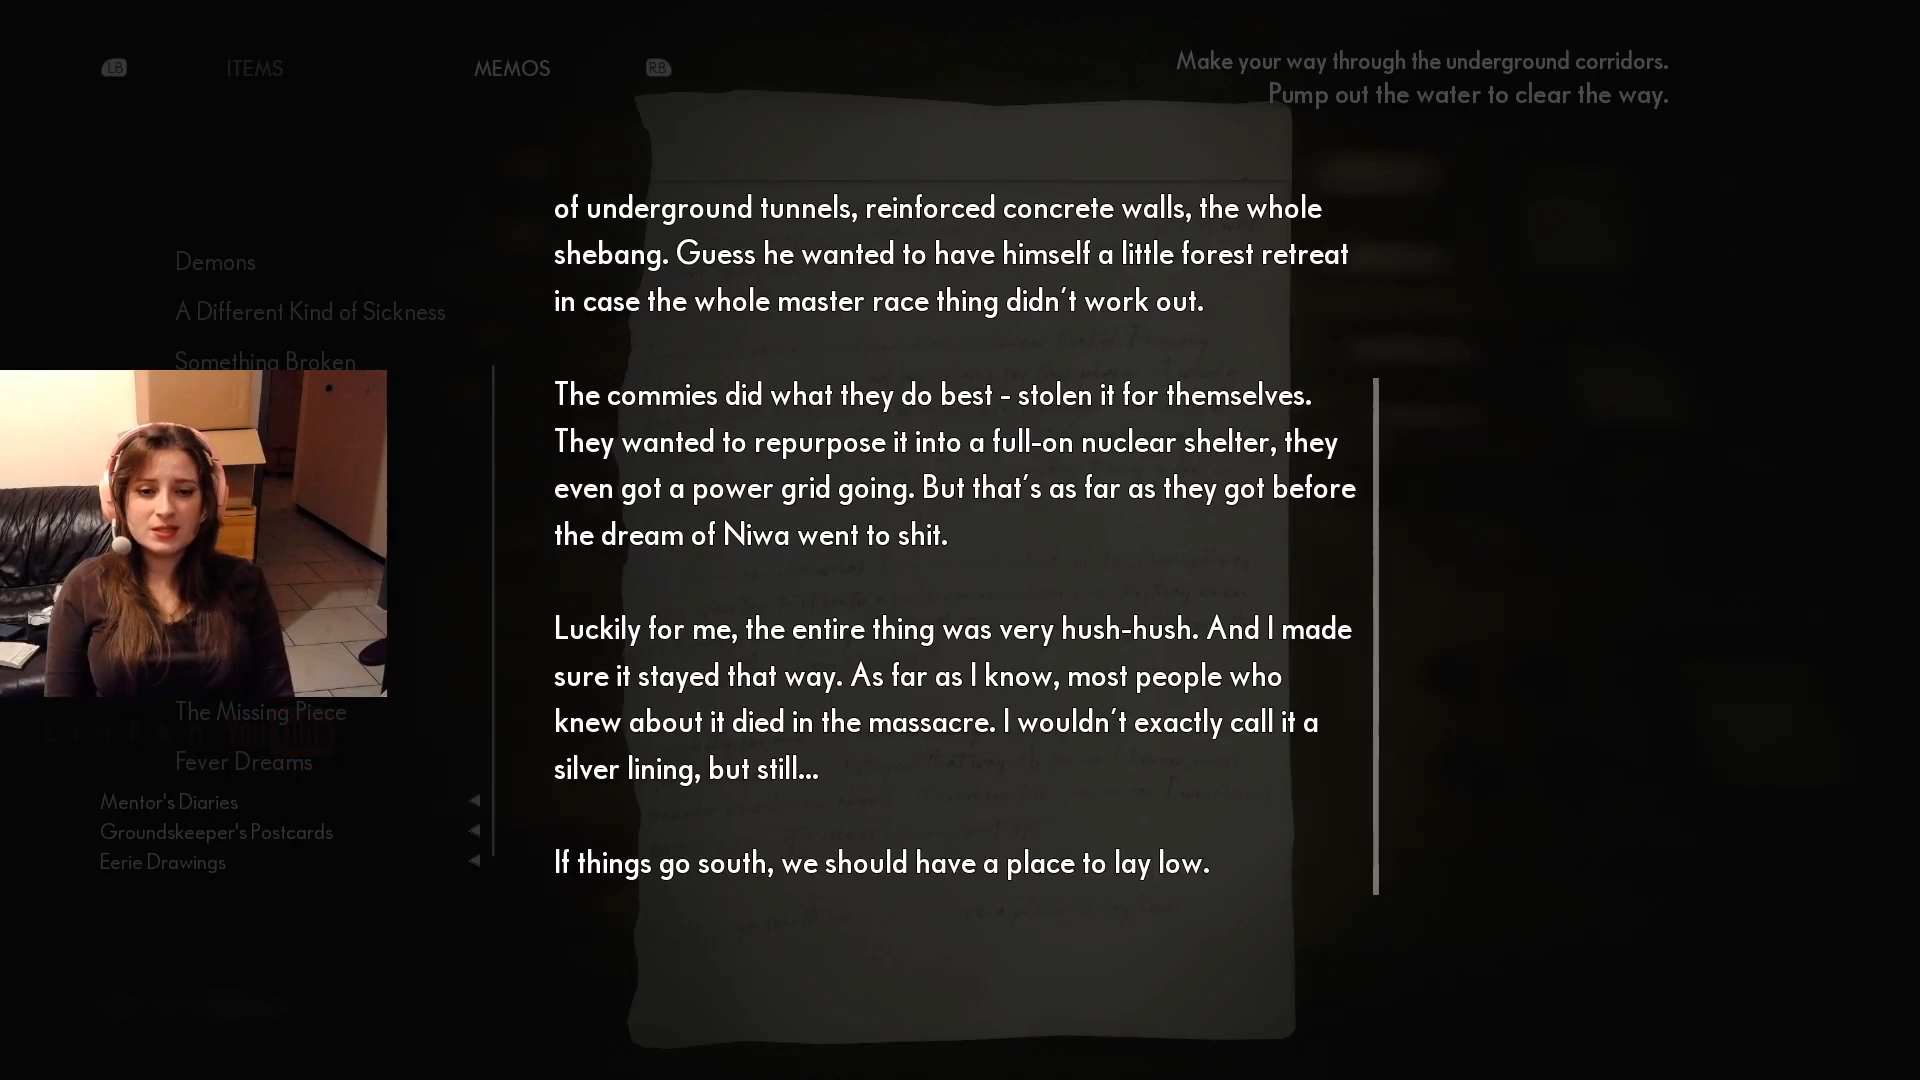 LB
ITEMS
MEMOS
RB
Make your way through the underground corridors.
Pump out the water to clear the way.
Demons
A Different Kind of Sickness
Something Broken
The Missing Piece
Fever Dreams
Mentor's Diaries
Groundskeeper's Postcards
Eerie Drawings
of underground tunnels, reinforced concrete walls, the whole
shebang. Guess he wanted to have himself a little forest retreat
in case the whole master race thing didn't work out.
The commies did what they do best - stolen it for themselves.
They wanted to repurpose it into a full-on nuclear shelter, they
even got a power grid going. But that's as far as they got before
the dream of Niwa went to shit.
Luckily for me, the entire thing was very hush-hush. And I made
sure it stayed that way. As far as I know, most people who
knew about it died in the massacre. I wouldn't exactly call it a
silver lining, but still...
If things go south, we should have a place to lay low.